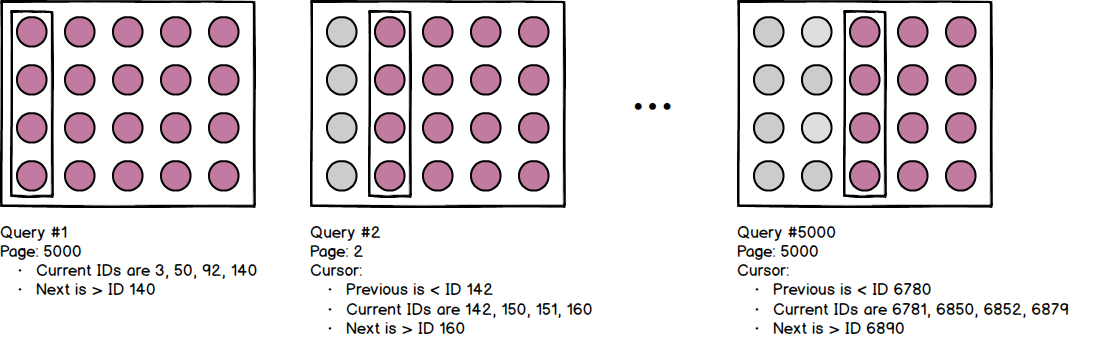 Query #1
Page: 5000
· Current IDs are 3, 50, 92, 140
· Next is > ID 140
Query #2
Page: 2
Cursor:
· Previous is < ID 142
· Current IDs are 142, 150, 151, 160
· Next is > ID 160
Query #5000
Page: 5000
Cursor:
· Previous is < ID 6780
· Current IDs are 6781, 6850, 6852, 6879
· Next is > ID 6890